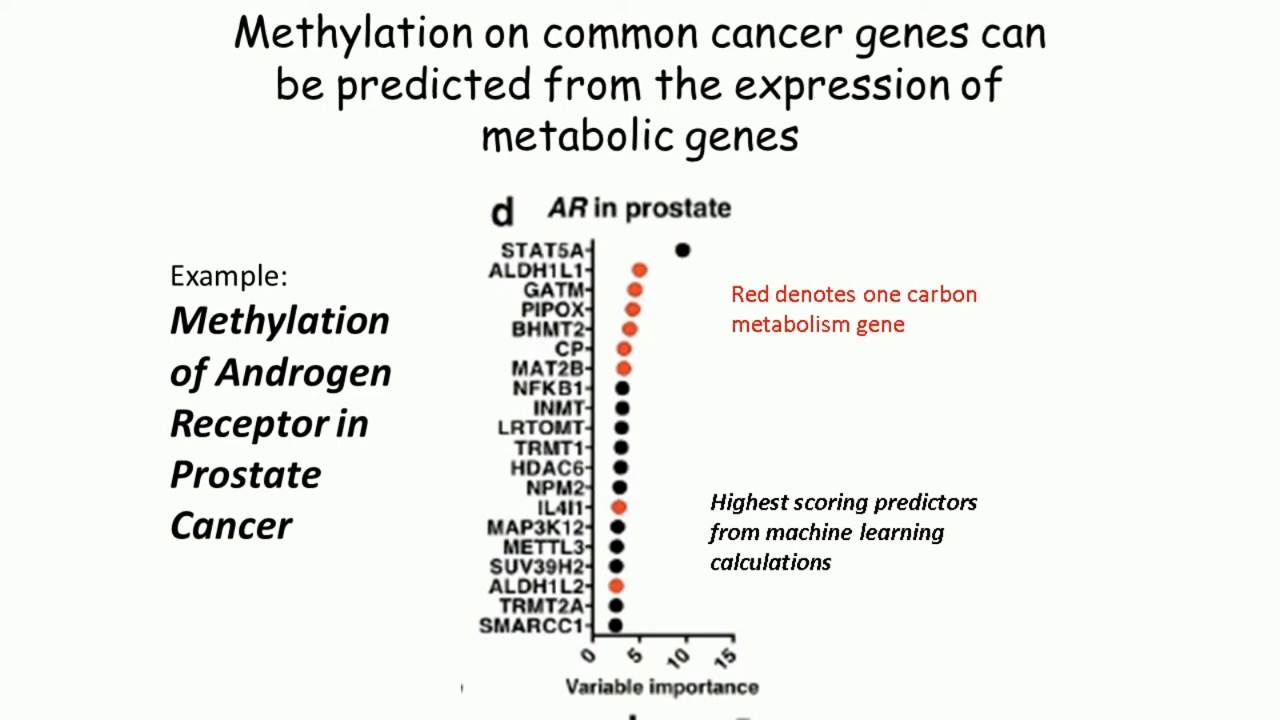 Methylation on common cancer genes can
be predicted from the expression of
metabolic genes
Example:
Methylation
of Androgen
Receptor in
Prostate
Cancer
d AR in prostate
STAT5A
ALDH1L1
GATM
PIPOX
BHMT2
CP
MAT2B
NFKB1
INMT
LRTOMT
TRMT1
HDAC6
NPM2
IL4I1
MAP3K12
METTL3
SUV39H2
ALDH1L2
TRMT2A
SMARCC1
0 5 10 15
Variable importance
Red denotes one carbon
metabolism gene
Highest scoring predictors
from machine learning
calculations